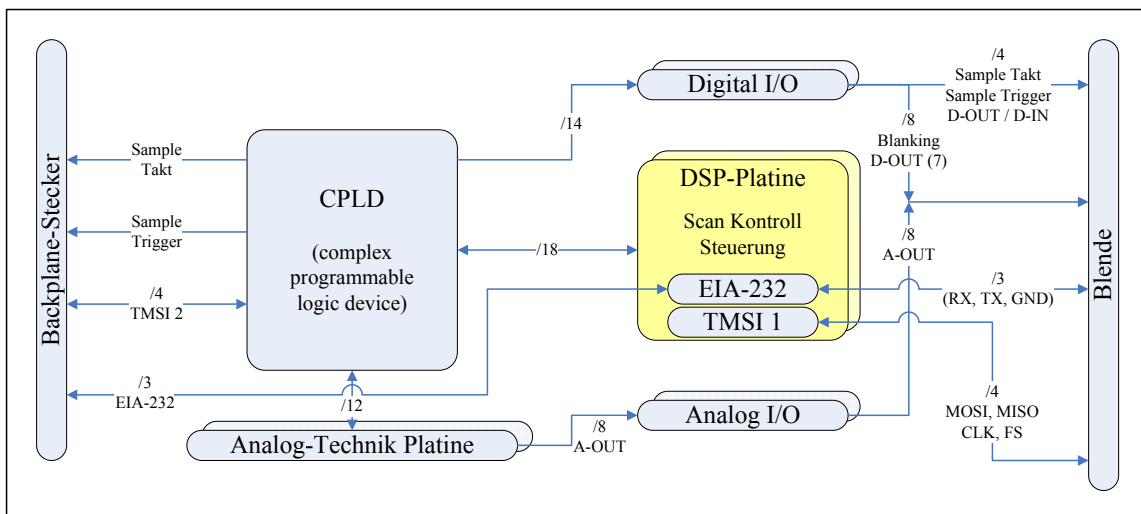 Backplane-Stecker
Sample
Takt
Sample
Trigger
/4
TMSI 2
/3
EIA-232
CPLD
(complex
programmable
logic device)
/12
Analog-Technik Platine
/14
/18
/8
A-OUT
Digital I/O
DSP-Platine
Scan Kontroll
Steuerung
EIA-232
TMSI 1
Analog I/O
/8
Blanking
D-OUT (7)
/8
A-OUT
/4
Sample Takt
Sample Trigger
D-OUT / D-IN
/3
(RX, TX, GND)
/4
MOSI, MISO
CLK, FS
Blende